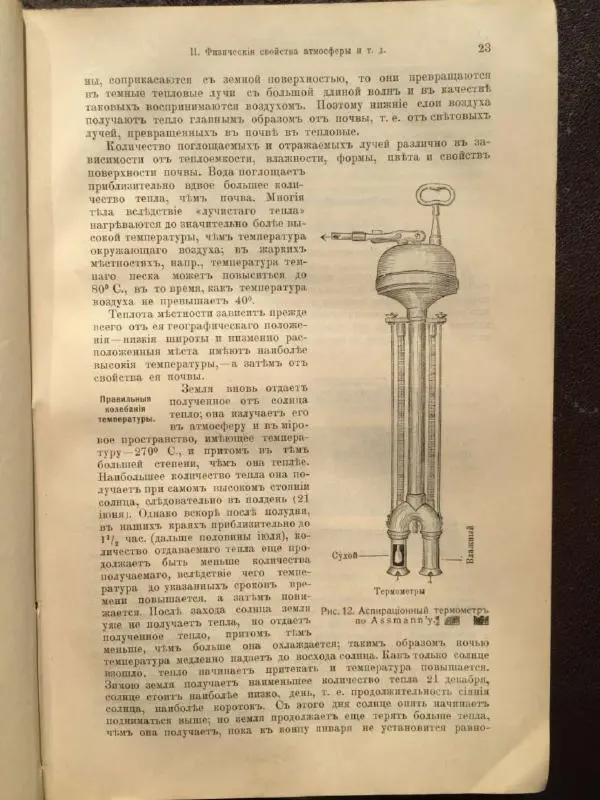 II. Физическія свойства атмосферы и т. д.
23
ны, соприкасаются съ земной поверхностью, то они превращаются
въ темные тепловые лучи съ большой длиной волнъ и въ качествѣ
таковыхъ воспринимаются воздухомъ. Поэтому нижніе слои воздуха
получаютъ тепло главнымъ образомъ отъ почвы, т. е. отъ свѣтовыхъ
лучей, превращенныхъ въ почвѣ въ тепловые.
Количество поглощаемыхъ и отражаемыхъ лучей различно въ за-
висимости отъ теплоемкости, влажности, формы, цвѣта и свойствъ
поверхности почвы. Вода поглощаетъ
приблизительно вдвое большее коли-
чество тепла, чѣмъ почва. Многія
тѣла вслѣдствіе «лучистаго тепла»
нагрѣваются до значительно болѣе вы-
сокой температуры, чѣмъ температура
окружающаго воздуха; въ жаркихъ
мѣстностяхъ, напр., температура тем-
наго песка можетъ повыситься до
80° С., въ то время, какъ температура
воздуха не превышаетъ 40°.
Теплота мѣстности зависитъ прежде
всего отъ ея географическаго положе-
нія—низкія широты и низменно рас-
положенныя мѣста имѣютъ наиболѣе
высокія температуры,—а затѣмъ отъ
свойства ея почвы.
Правильныя
колебанія
температуры.
Земля вновь отдаетъ
полученное отъ солнца
тепло; она излучаетъ его
въ атмосферу и въ міро-
вое пространство, имѣющее темпера-
туру—270° С., и притомъ въ тѣмъ
большей степени, чѣмъ она теплѣе.
Наибольшее количество тепла она по-
лучаетъ при самомъ высокомъ стояніи
солнца, слѣдовательно въ полдень (21
іюня). Однако вскорѣ послѣ полудня,
въ нашихъ краяхъ приблизительно до
1½ час. (дальше половины іюля), ко-
личество отдаваемаго тепла еще про-
должаетъ быть меньше количества
получаемаго, вслѣдствіе чего темпе-
ратура до указанныхъ сроковъ вре-
мени повышается, а затѣмъ пони-
жается. Послѣ захода солнца земля
уже не получаетъ тепла, но отдаетъ
полученное тепло, притомъ тѣмъ
меньше, чѣмъ больше она охлаждается; такимъ образомъ ночью
температура медленно падаетъ до восхода солнца. Какъ только солнце
взошло, тепло начинаетъ притекать и температура повышается.
Зимою земля получаетъ наименьшее количество тепла 21 декабря,
солнце стоитъ наиболѣе низко, день, т. е. продолжительность сіянія
солнца, наиболѣе коротокъ. Съ этого дня солнце опять начинаетъ
подниматься выше; но земля продолжаетъ еще терять больше тепла,
чѣмъ она получаетъ, пока къ концу января не установится равно-
Сухой
Влажный
Термометры
Рис. 12. Аспираціонный термометръ
по Assmann'у.